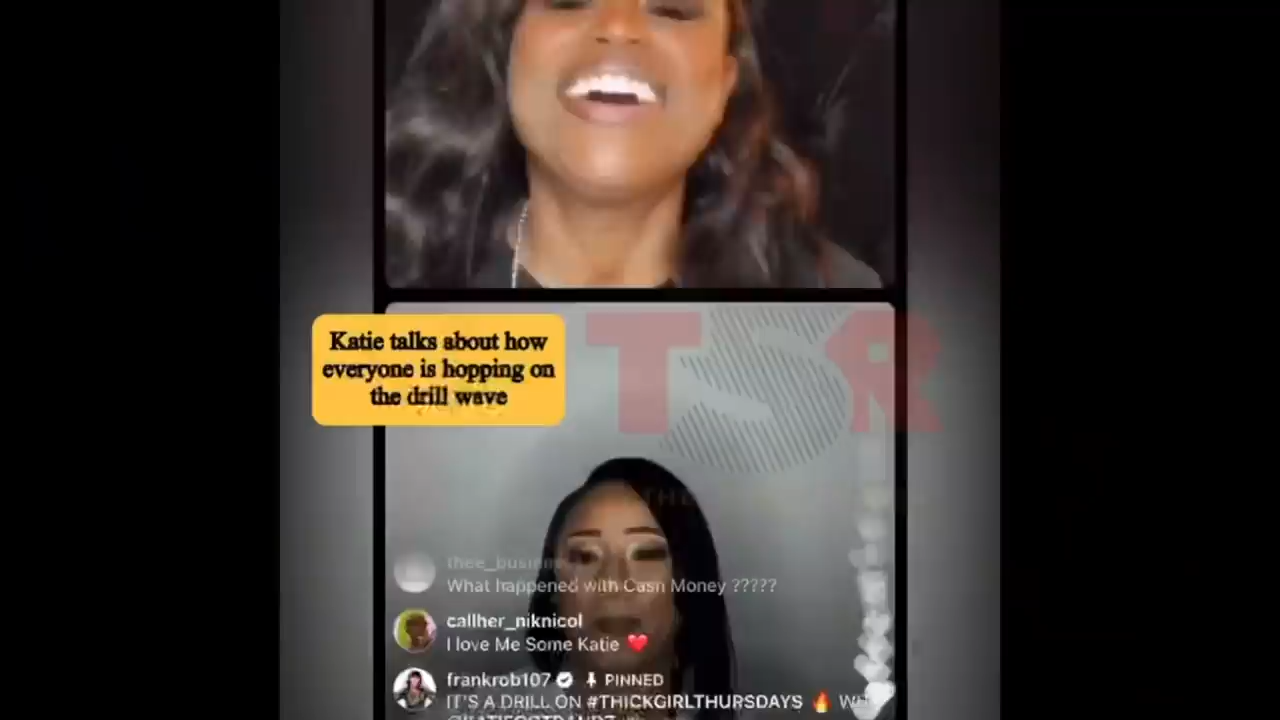 Katie talks about how
everyone is hopping on
the drill wave
TSR
What happened with Cash Money ?????
callher_niknicol
I love Me Some Katie ❤️
frankrob107 PINNED
IT'S A DRILL ON #THICKGIRLTHURSDAYS 🔥